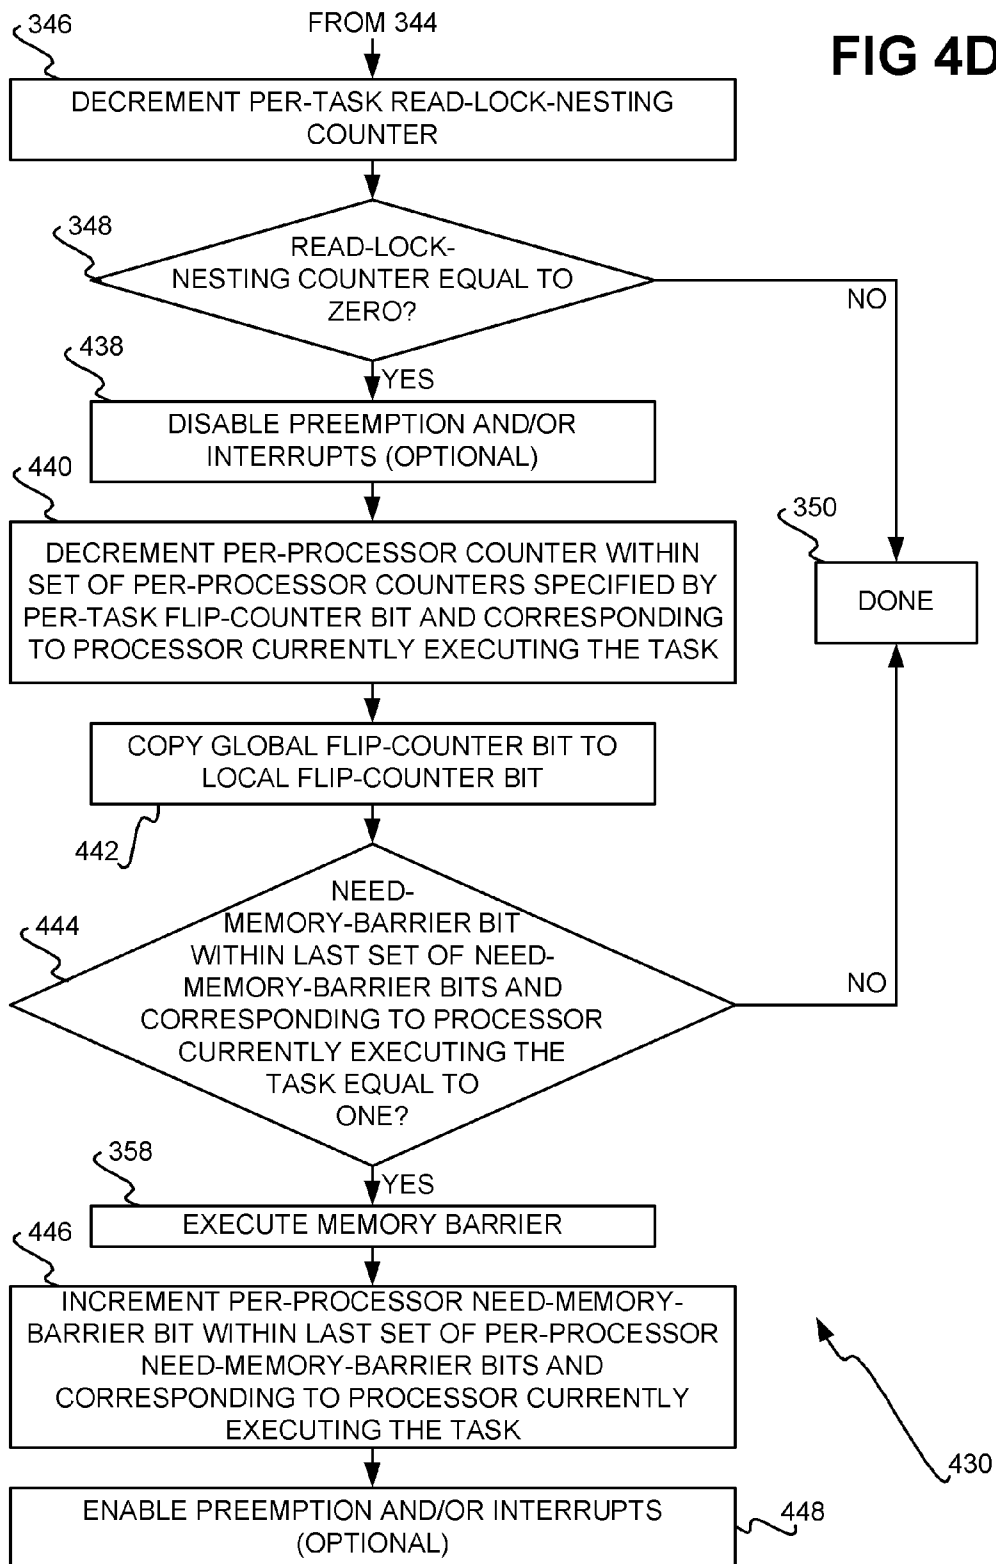 346
FROM 344
FIG 4D
DECREMENT PER-TASK READ-LOCK-NESTING
COUNTER
348
READ-LOCK-
NESTING COUNTER EQUAL TO
ZERO?
NO
438
YES
DISABLE PREEMPTION AND/OR
INTERRUPTS (OPTIONAL)
440
350
DECREMENT PER-PROCESSOR COUNTER WITHIN
SET OF PER-PROCESSOR COUNTERS SPECIFIED BY
PER-TASK FLIP-COUNTER BIT AND CORRESPONDING
TO PROCESSOR CURRENTLY EXECUTING THE TASK
DONE
COPY GLOBAL FLIP-COUNTER BIT TO
LOCAL FLIP-COUNTER BIT
442
444
NEED-
MEMORY-BARRIER BIT
WITHIN LAST SET OF NEED-
MEMORY-BARRIER BITS AND
CORRESPONDING TO PROCESSOR
CURRENTLY EXECUTING THE
TASK EQUAL TO
ONE?
NO
358
YES
EXECUTE MEMORY BARRIER
446
INCREMENT PER-PROCESSOR NEED-MEMORY-
BARRIER BIT WITHIN LAST SET OF PER-PROCESSOR
NEED-MEMORY-BARRIER BITS AND
CORRESPONDING TO PROCESSOR CURRENTLY
EXECUTING THE TASK
430
ENABLE PREEMPTION AND/OR INTERRUPTS
(OPTIONAL)
448